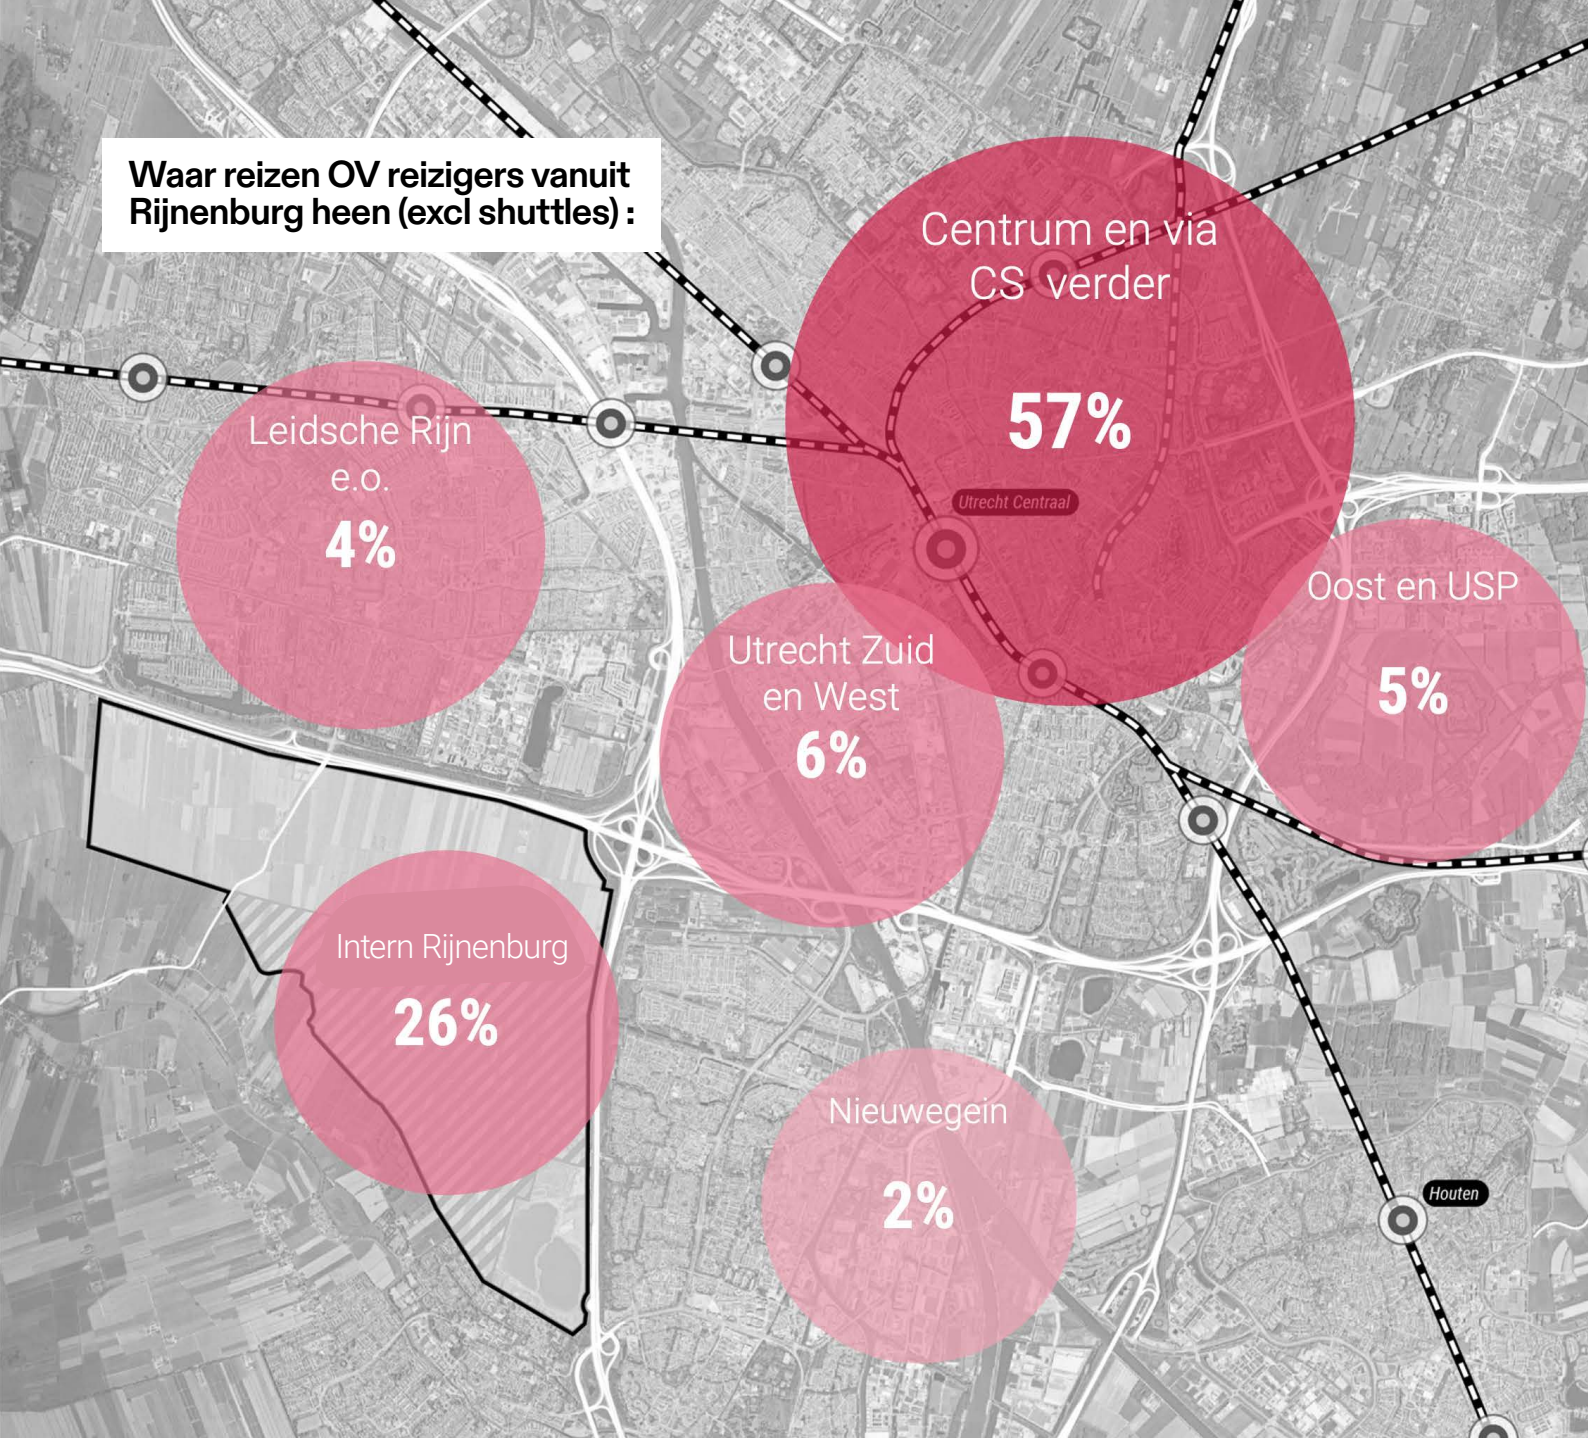 Waar reizen OV reizigers vanuit
Rijnenburg heen (excl shuttles) :
Centrum en via
CS verder
57%
Utrecht Centraal
Leidsche Rijn
e.o.
4%
Oost en USP
5%
Utrecht Zuid
en West
6%
Intern Rijnenburg
26%
Nieuwegein
2%
Houten